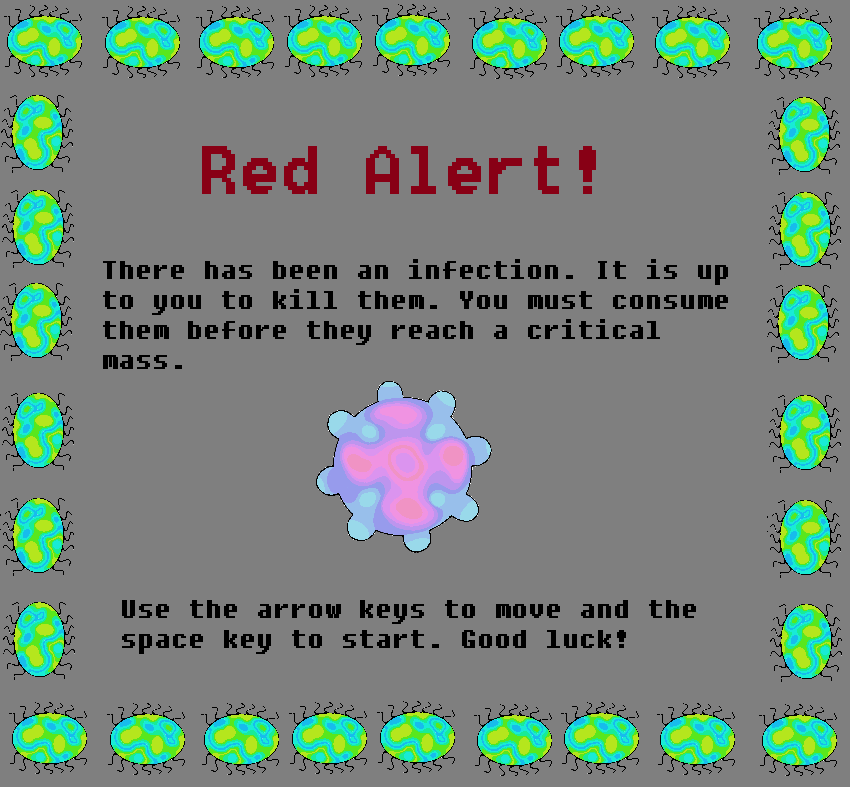 Red Alert!
There has been an infection. It is up
to you to kill them. You must consume
them before they reach a critical
mass.
Use the arrow keys to move and the
space key to start. Good luck!